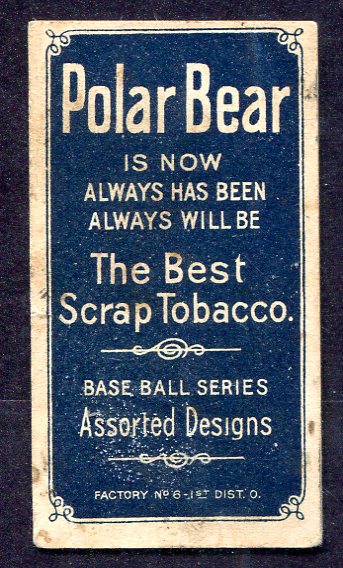 Polar Bear
IS NOW
ALWAYS HAS BEEN
ALWAYS WILL BE
The Best
Scrap Tobacco.
BASE BALL SERIES
Assorted Designs
FACTORY Nº 6-1ST DIST. O.